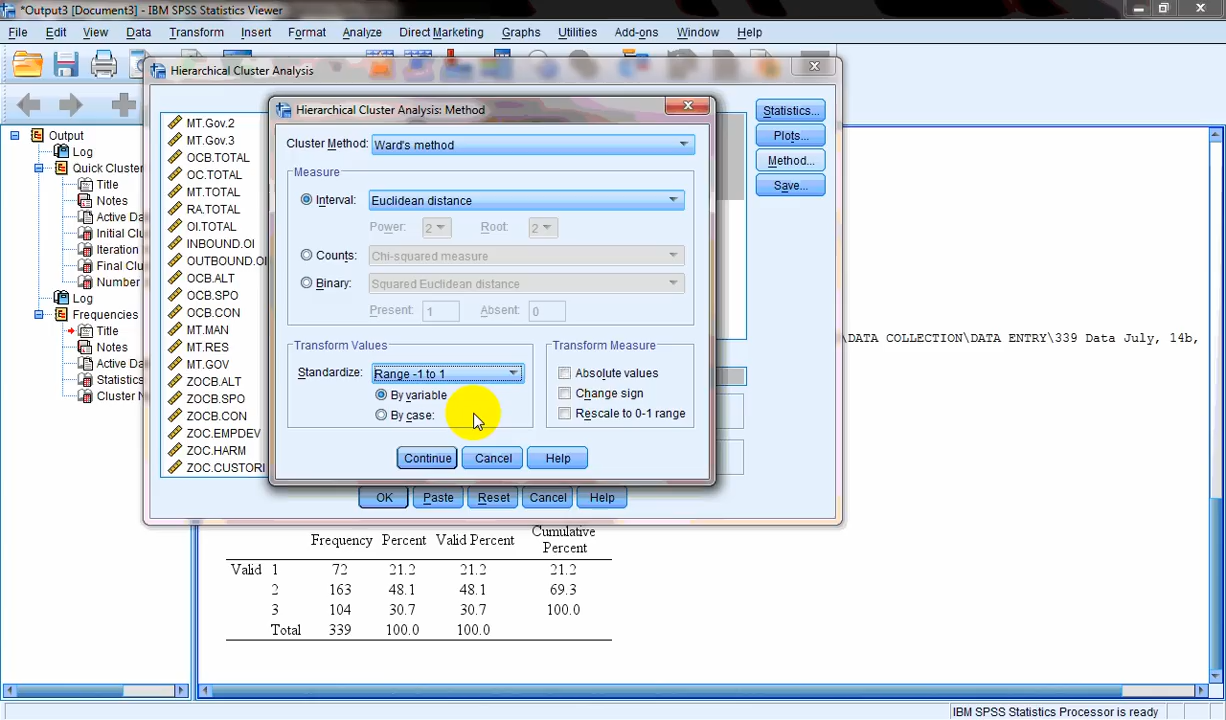 *Output3 [Document3] - IBM SPSS Statistics Viewer
File Edit View Data Transform Insert Format Analyze Direct Marketing Graphs Utilities Add-ons Window Help
Hierarchical Cluster Analysis
Hierarchical Cluster Analysis: Method
Output
Log
Quick Cluster
Title
Notes
Active Da
Initial Clu
Iteration
Final Clu
Number
Log
Frequencies
Title
Notes
Active Da
Statistics
Cluster N
MT.Gov.2
MT.Gov.3
OCB.TOTAL
OC.TOTAL
MT.TOTAL
RA.TOTAL
OI.TOTAL
INBOUND.OI
OUTBOUND.OI
OCB.ALT
OCB.SPO
OCB.CON
MT.MAN
MT.RES
MT.GOV
ZOCB.ALT
ZOCB.SPO
ZOCB.CON
ZOC.EMPDEV
ZOC.HARM
ZOC.CUSTORI
Cluster Method: Ward's method
Measure
Interval: Euclidean distance
Power: 2 Root: 2
Counts: Chi-squared measure
Binary: Squared Euclidean distance
Present: 1 Absent: 0
Transform Values
Standardize: Range -1 to 1
By variable
By case:
Transform Measure
Absolute values
Change sign
Rescale to 0-1 range
Continue Cancel Help
Statistics...
Plots...
Method...
Save...
OK Paste Reset Cancel Help
\DATA COLLECTION\DATA ENTRY\339 Data July, 14b,
Frequency Percent Valid Percent Cumulative Percent
Valid 1 72 21.2 21.2 21.2
2 163 48.1 48.1 69.3
3 104 30.7 30.7 100.0
Total 339 100.0 100.0
IBM SPSS Statistics Processor is ready